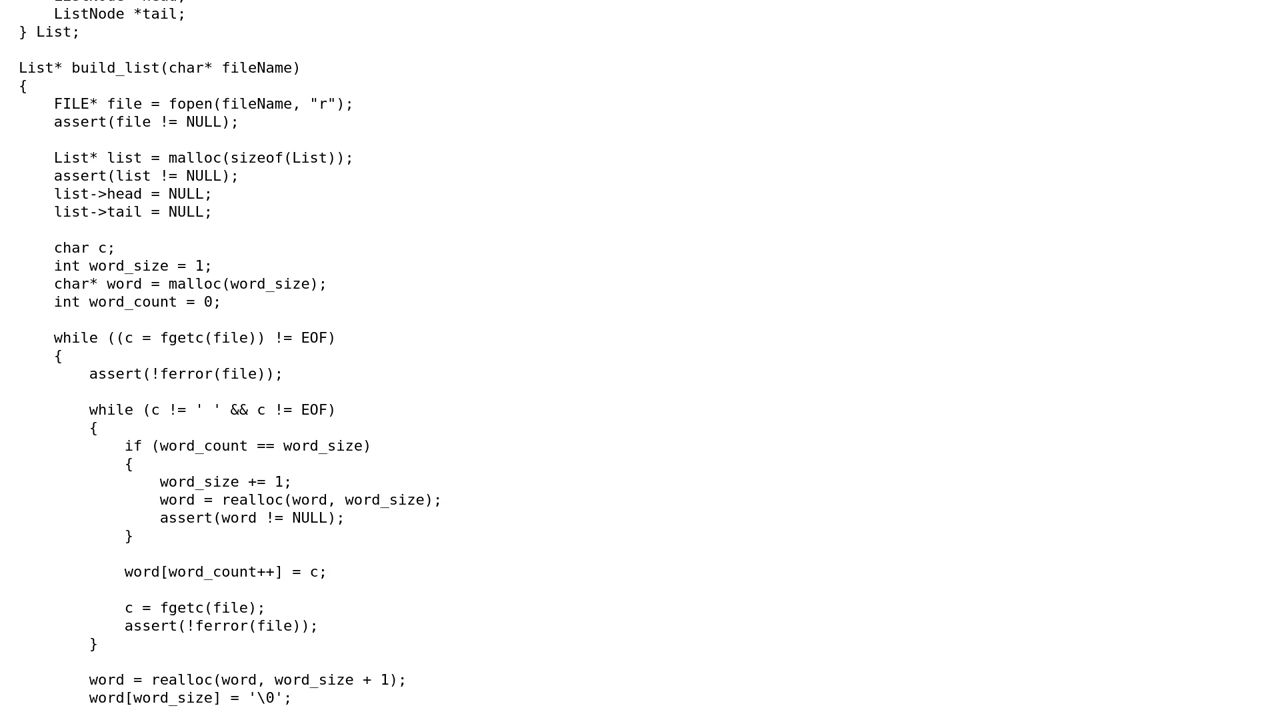 ListNode *tail;
} List;

List* build_list(char* fileName)
{
    FILE* file = fopen(fileName, "r");
    assert(file != NULL);

    List* list = malloc(sizeof(List));
    assert(list != NULL);
    list->head = NULL;
    list->tail = NULL;

    char c;
    int word_size = 1;
    char* word = malloc(word_size);
    int word_count = 0;

    while ((c = fgetc(file)) != EOF)
    {
        assert(!ferror(file));

        while (c != ' ' && c != EOF)
        {
            if (word_count == word_size)
            {
                word_size += 1;
                word = realloc(word, word_size);
                assert(word != NULL);
            }

            word[word_count++] = c;

            c = fgetc(file);
            assert(!ferror(file));
        }

        word = realloc(word, word_size + 1);
        word[word_size] = '\0';